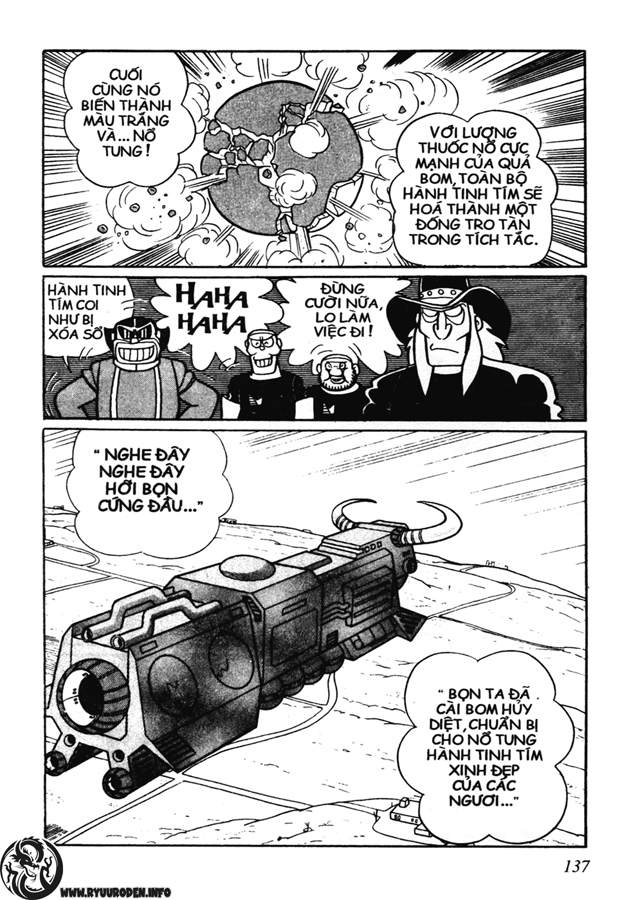 CUỐI
CÙNG NÓ
BIẾN THÀNH
MÀU TRẮNG
VÀ... NỔ
TUNG!
VỚI LƯỢNG
THUỐC NỔ CỰC
MẠNH CỦA QUẢ
BOM, TOÀN BỘ
HÀNH TINH TÍM SẼ
HOÁ THÀNH MỘT
ĐỐNG TRO TÀN
TRONG TÍCH TẮC.
HÀNH TINH
TÍM COI
NHƯ BỊ
XÓA SỔ
HAHA
HAHA
ĐỪNG
CƯỜI NỮA,
LO LÀM
VIỆC ĐI!
"NGHE ĐÂY
NGHE ĐÂY
HỠI BỌN
CỨNG ĐẦU..."
"BỌN TA ĐÃ
CÀI BOM HỦY
DIỆT, CHUẨN BỊ
CHO NỔ TUNG
HÀNH TINH TÍM
XINH ĐẸP
CỦA CÁC
NGƯƠI..."
137
WWW.RYUURODEN.INFO